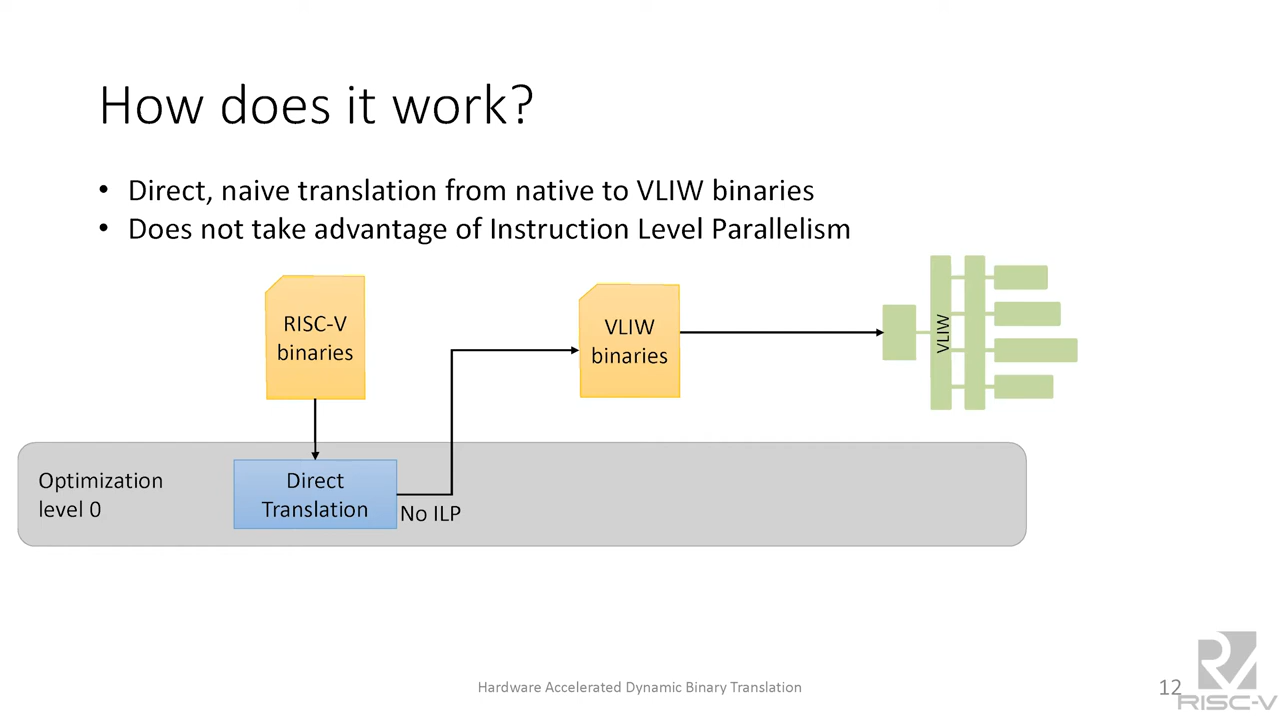 How does it work?
• Direct, naive translation from native to VLIW binaries
• Does not take advantage of Instruction Level Parallelism
RISC-V
binaries
VLIW
binaries
VLIW
Optimization
level 0
Direct
Translation
No ILP
Hardware Accelerated Dynamic Binary Translation
12
RISC-V